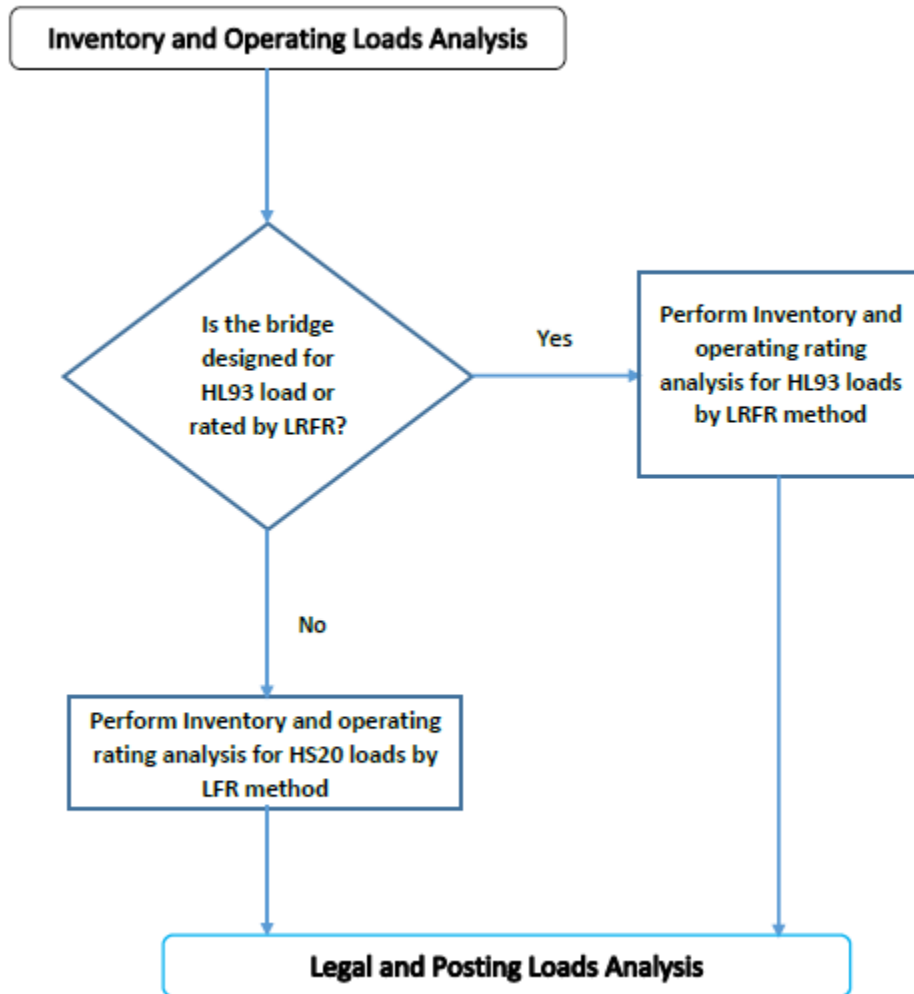 Inventory and Operating Loads Analysis
Is the bridge
designed for
HL93 load or
rated by LRFR?
Yes
Perform Inventory and
operating rating
analysis for HL93 loads
by LRFR method
No
Perform Inventory and operating
rating analysis for HS20 loads by
LFR method
Legal and Posting Loads Analysis